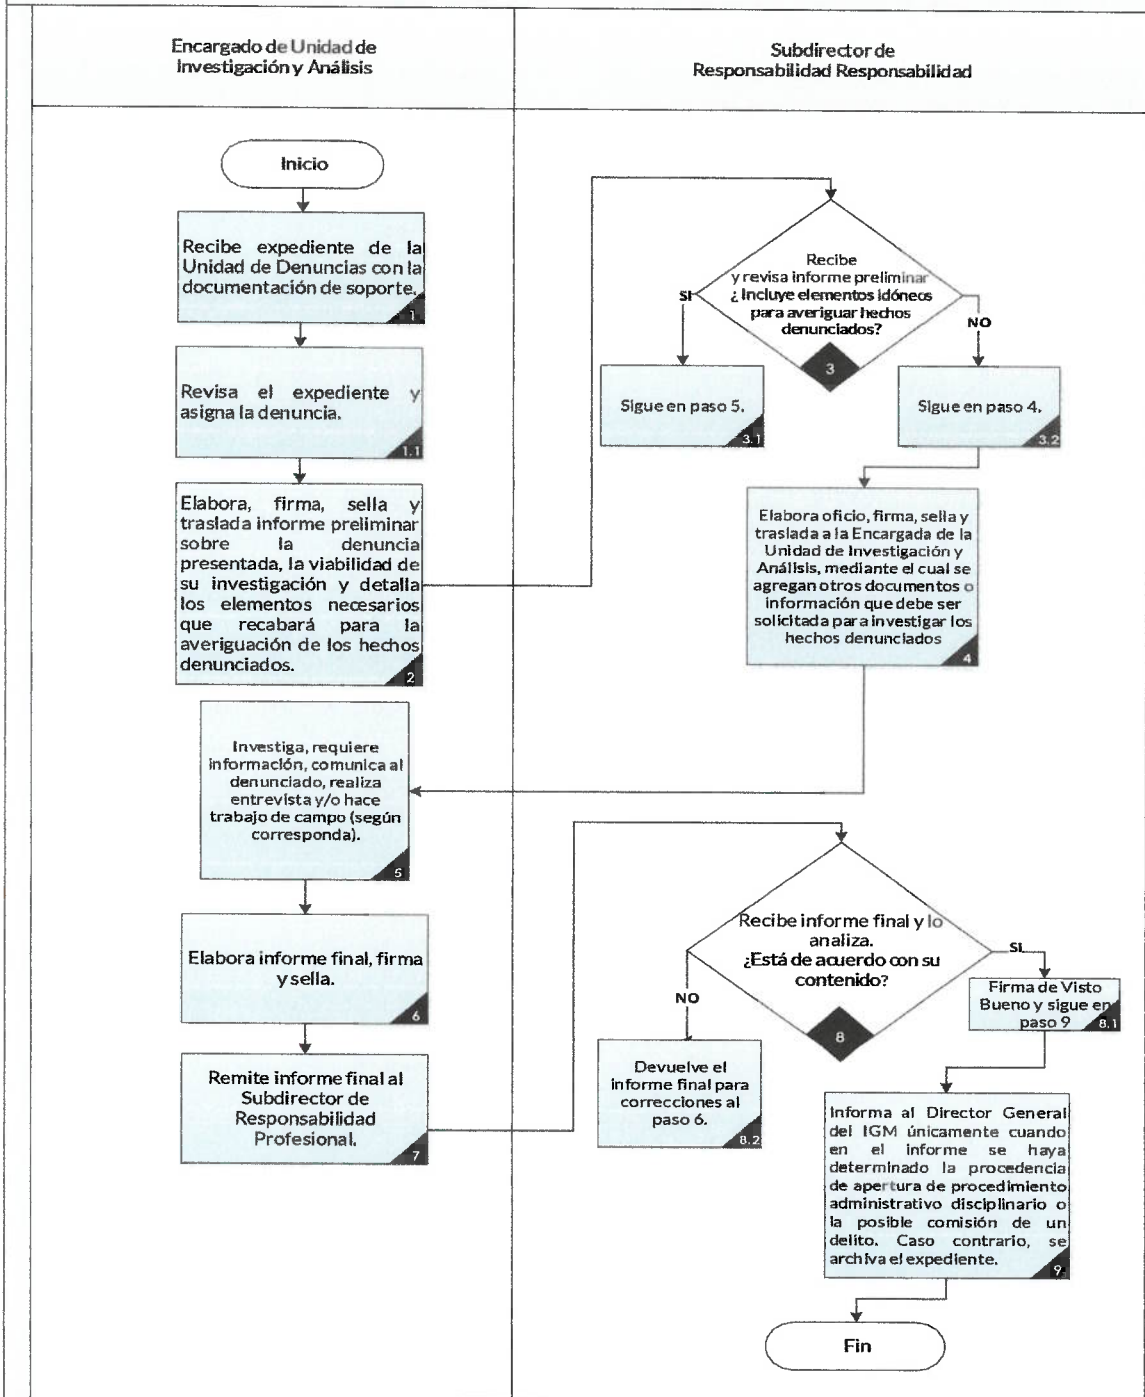 Encargado de Unidad de
Investigación y Análisis
Subdirector de
Responsabilidad Responsabilidad
Inicio
Recibe expediente de la
Unidad de Denuncias con la
documentación de soporte.
1
Revisa el expediente y
asigna la denuncia.
1.1
Elabora, firma, sella y
traslada informe preliminar
sobre la denuncia
presentada, la viabilidad de
su investigación y detalla
los elementos necesarios
que recabará para la
averiguación de los hechos
denunciados.
2
Recibe
y revisa informe preliminar
¿ Incluye elementos idóneos
para averiguar hechos
denunciados?
3
SI
NO
Sigue en paso 5.
3.1
Sigue en paso 4.
3.2
Elabora oficio, firma, sella y
traslada a la Encargada de la
Unidad de Investigación y
Análisis, mediante el cual se
agregan otros documentos o
información que debe ser
solicitada para investigar los
hechos denunciados
4
Investiga, requiere
información, comunica al
denunciado, realiza
entrevista y/o hace
trabajo de campo (según
corresponda).
5
Elabora informe final, firma
y sella.
6
Remite informe final al
Subdirector de
Responsabilidad
Profesional.
7
Recibe informe final y lo
analiza.
¿Está de acuerdo con su
contenido?
8
NO
SI
Firma de Visto
Bueno y sigue en
paso 9
8.1
Devuelve el
informe final para
correcciones al
paso 6.
8.2
Informa al Director General
del IGM únicamente cuando
en el informe se haya
determinado la procedencia
de apertura de procedimiento
administrativo disciplinario o
la posible comisión de un
delito. Caso contrario, se
archiva el expediente.
9
Fin